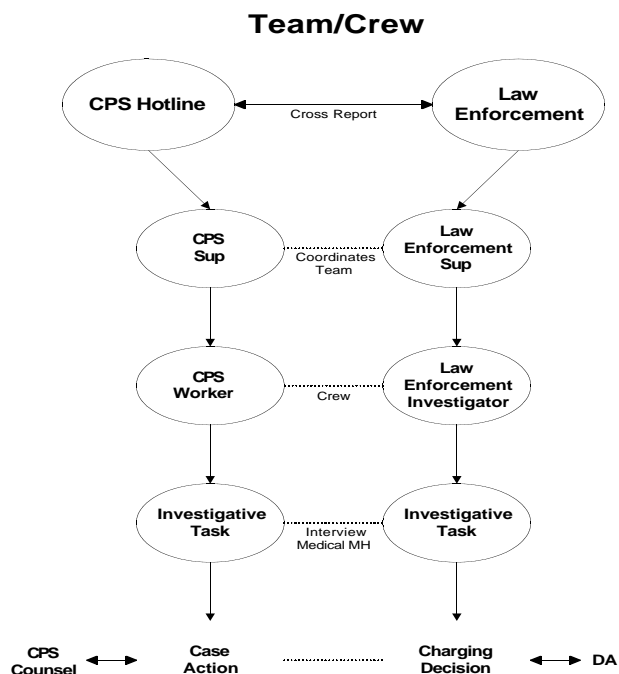 Team/Crew
CPS Hotline
Cross Report
Law
Enforcement
CPS
Sup
Coordinates
Team
Law
Enforcement
Sup
CPS
Worker
Crew
Law
Enforcement
Investigator
Investigative
Task
Interview
Medical MH
Investigative
Task
CPS
Counsel
Case
Action
Charging
Decision
DA